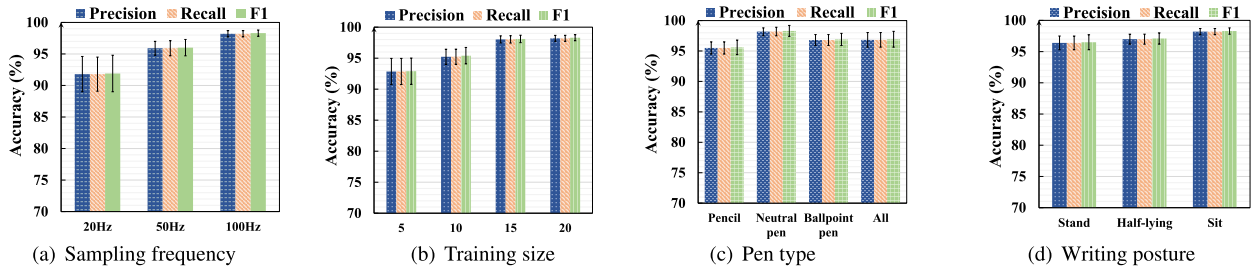 Precision Recall F1
Accuracy (%)
100
95
90
85
80
75
70
20Hz 50Hz 100Hz
(a) Sampling frequency
Precision Recall F1
Accuracy (%)
100
95
90
85
80
75
70
5 10 15 20
(b) Training size
Precision Recall F1
Accuracy (%)
100
95
90
85
80
75
70
Pencil Neutral pen Ballpoint pen All
(c) Pen type
Precision Recall F1
Accuracy (%)
100
95
90
85
80
75
70
Stand Half-lying Sit
(d) Writing posture